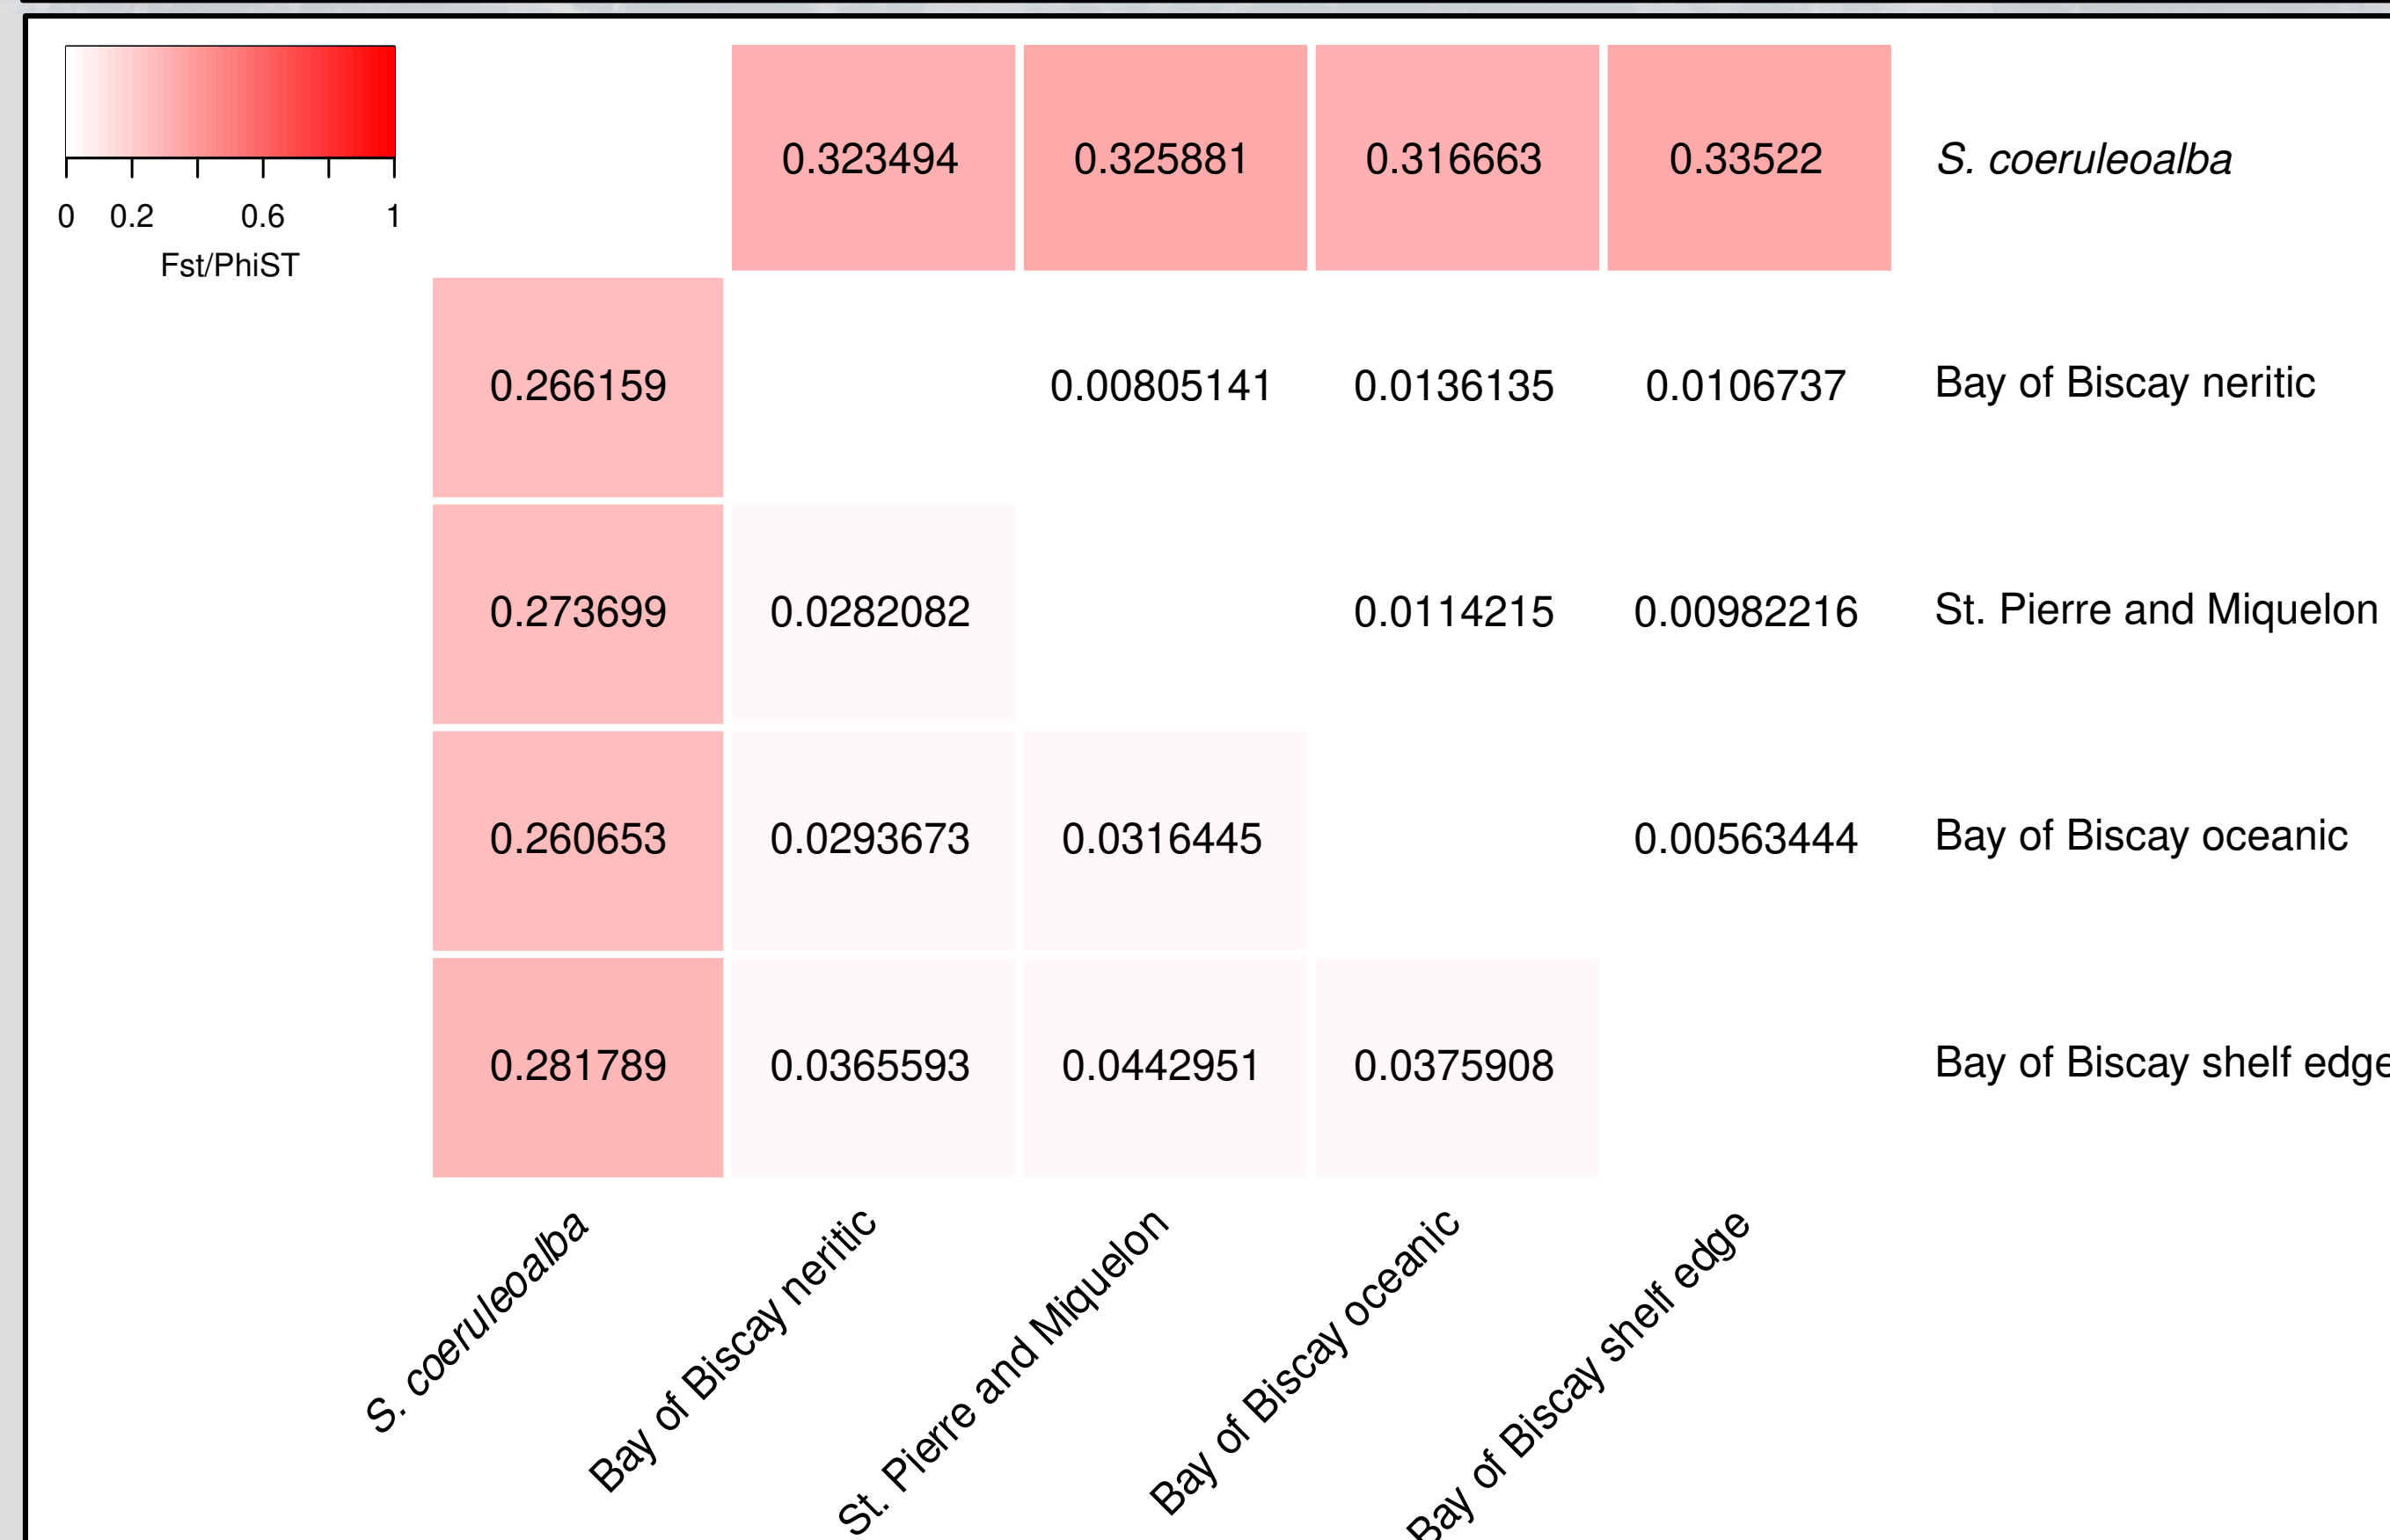 0 0.2 0.6 1
Fst/PhiST
0.323494 0.325881 0.316663 0.33522 S. coeruleoalba
0.266159 0.00805141 0.0136135 0.0106737 Bay of Biscay neritic
0.273699 0.0282082 0.0114215 0.00982216 St. Pierre and Miquelon
0.260653 0.0293673 0.0316445 0.00563444 Bay of Biscay oceanic
0.281789 0.0365593 0.0442951 0.0375908 Bay of Biscay shelf edge
S. coeruleoalba
Bay of Biscay neritic
St. Pierre and Miquelon
Bay of Biscay oceanic
Bay of Biscay shelf edge